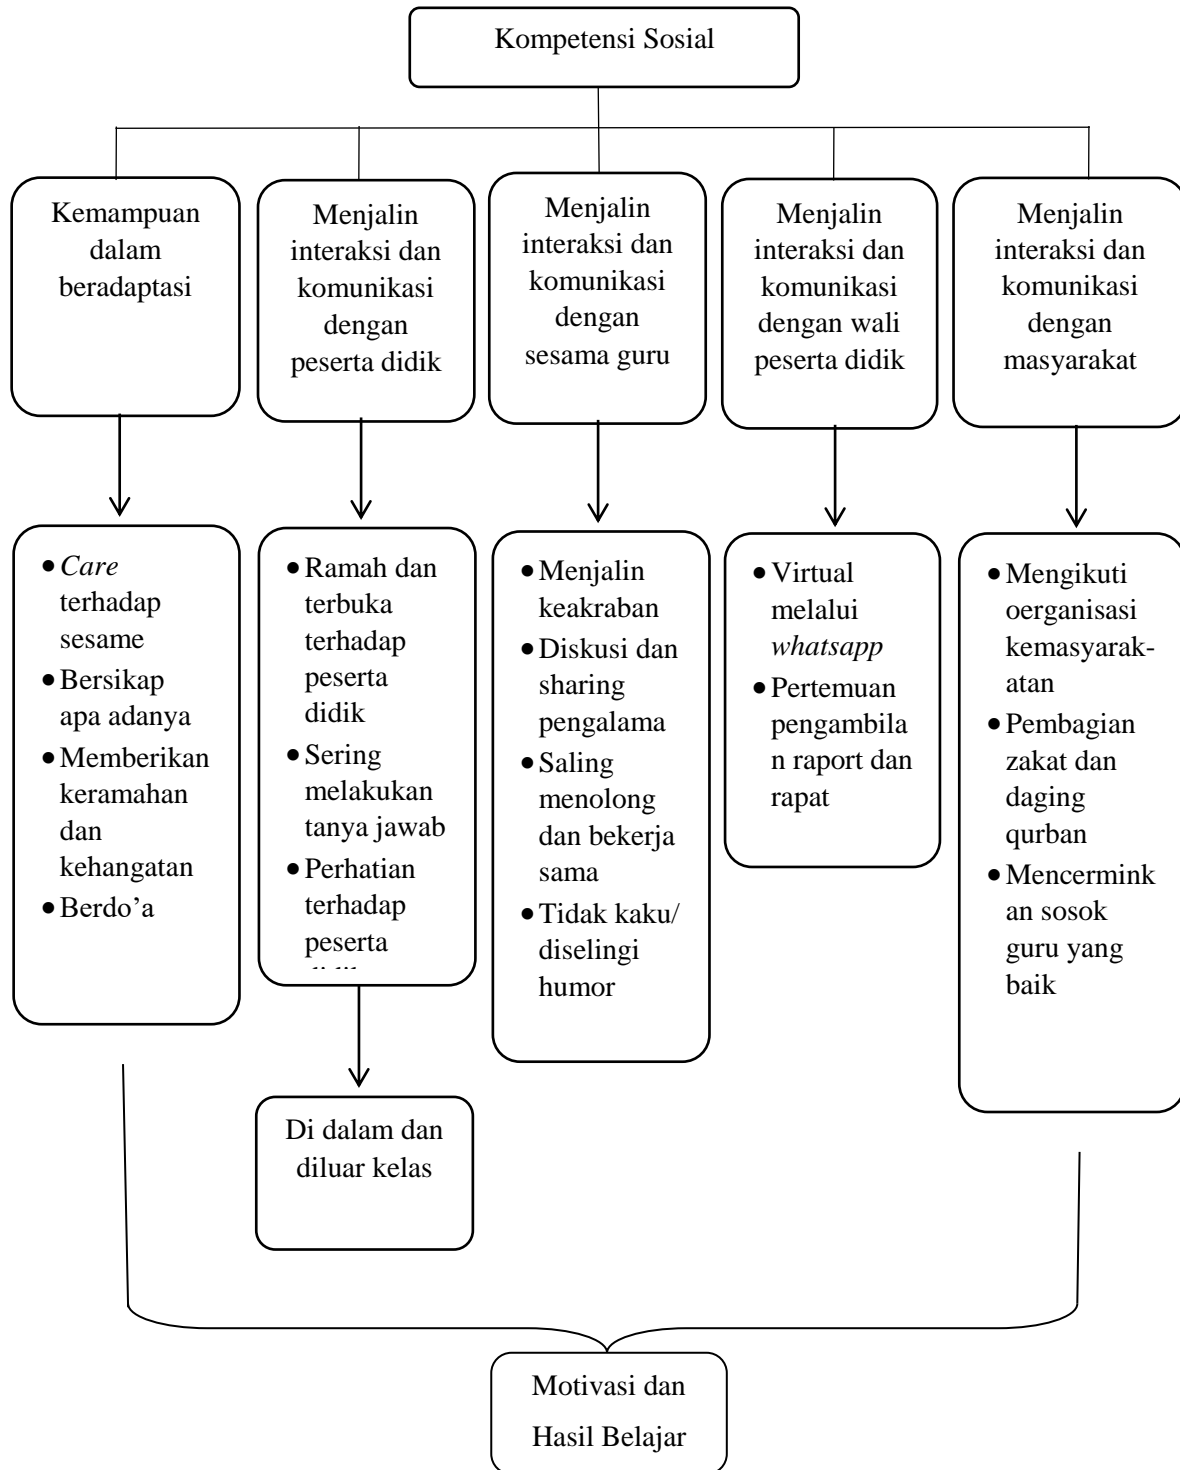 Kompetensi Sosial
Kemampuan
dalam
beradaptasi
Menjalin
interaksi dan
komunikasi
dengan
peserta didik
Menjalin
interaksi dan
komunikasi
dengan
sesama guru
Menjalin
interaksi dan
komunikasi
dengan wali
peserta didik
Menjalin
interaksi dan
komunikasi
dengan
masyarakat
• Care
terhadap
sesame
• Bersikap
apa adanya
• Memberikan
keramahan
dan
kehangatan
• Berdo’a
• Ramah dan
terbuka
terhadap
peserta
didik
• Sering
melakukan
tanya jawab
• Perhatian
terhadap
peserta
• Menjalin
keakraban
• Diskusi dan
sharing
pengalama
• Saling
menolong
dan bekerja
sama
• Tidak kaku/
diselingi
humor
• Virtual
melalui
whatsapp
• Pertemuan
pengambila
n raport dan
rapat
• Mengikuti
oerganisasi
kemasyarak-
atan
• Pembagian
zakat dan
daging
qurban
• Mencermink
an sosok
guru yang
baik
Di dalam dan
diluar kelas
Motivasi dan
Hasil Belajar